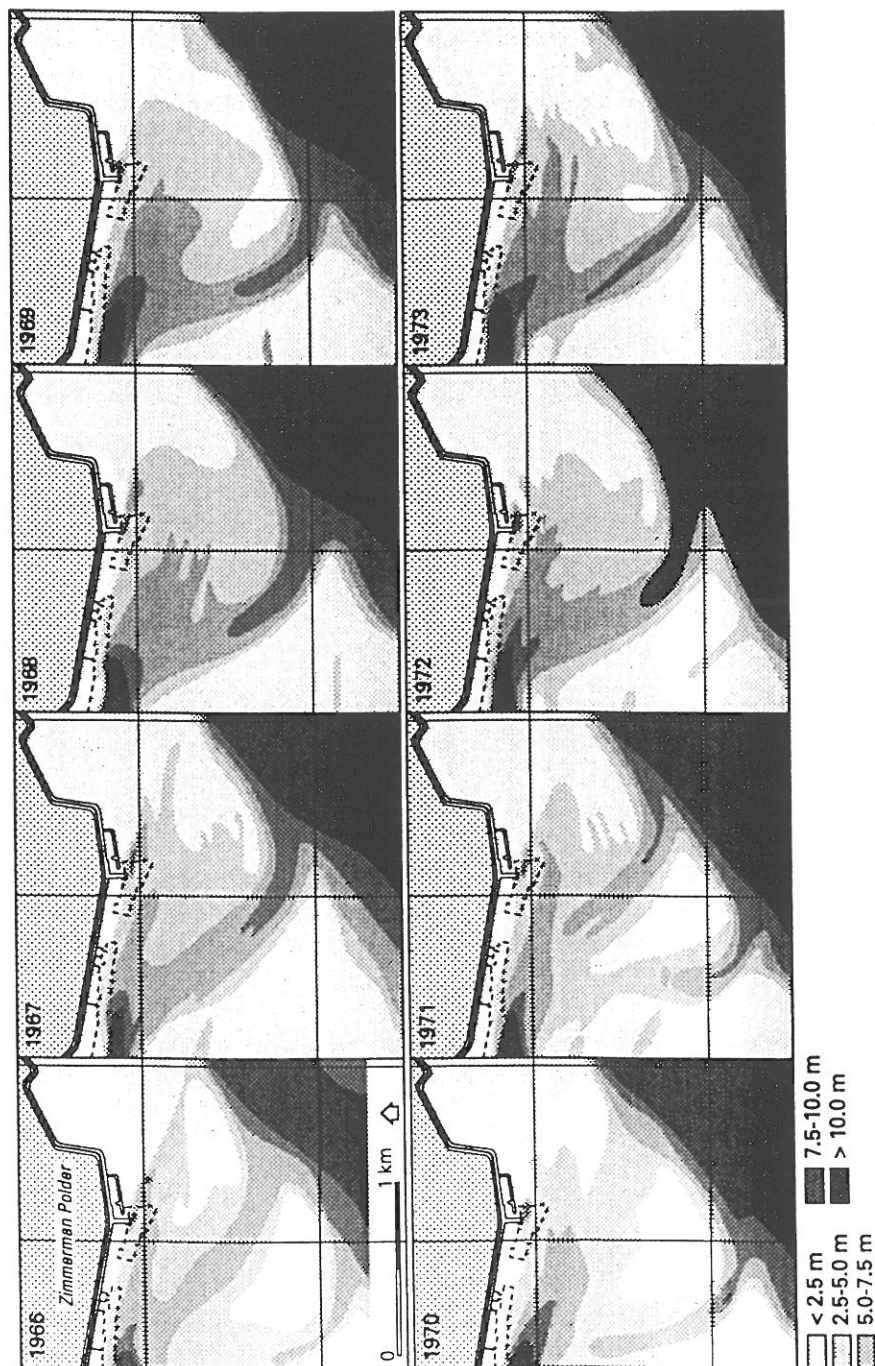 1966
Zimmerman Polder
0 1 km
1967
1968
1969
1970
1971
1972
1973
< 2.5 m
2.5-5.0 m
5.0-7.5 m
7.5-10.0 m
> 10.0 m